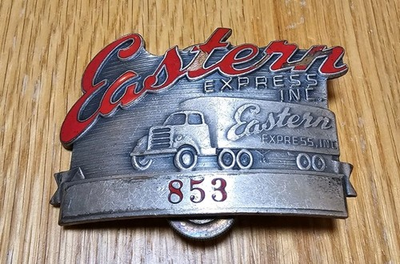 Eastern
EXPRESS
INC.
Eastern
EXPRESS, INC.
853